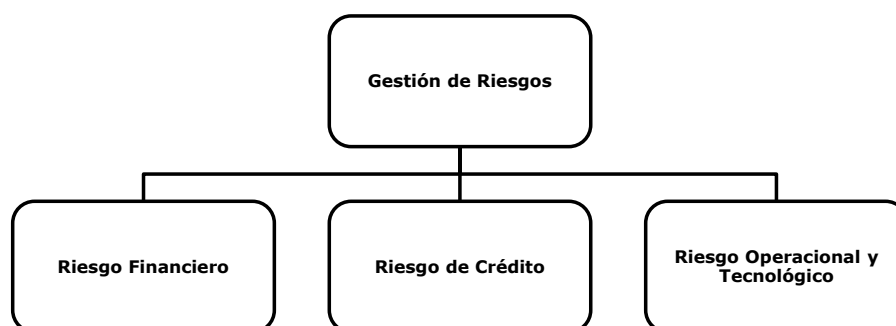 Gestión de Riesgos
Riesgo Financiero
Riesgo de Crédito
Riesgo Operacional y
Tecnológico